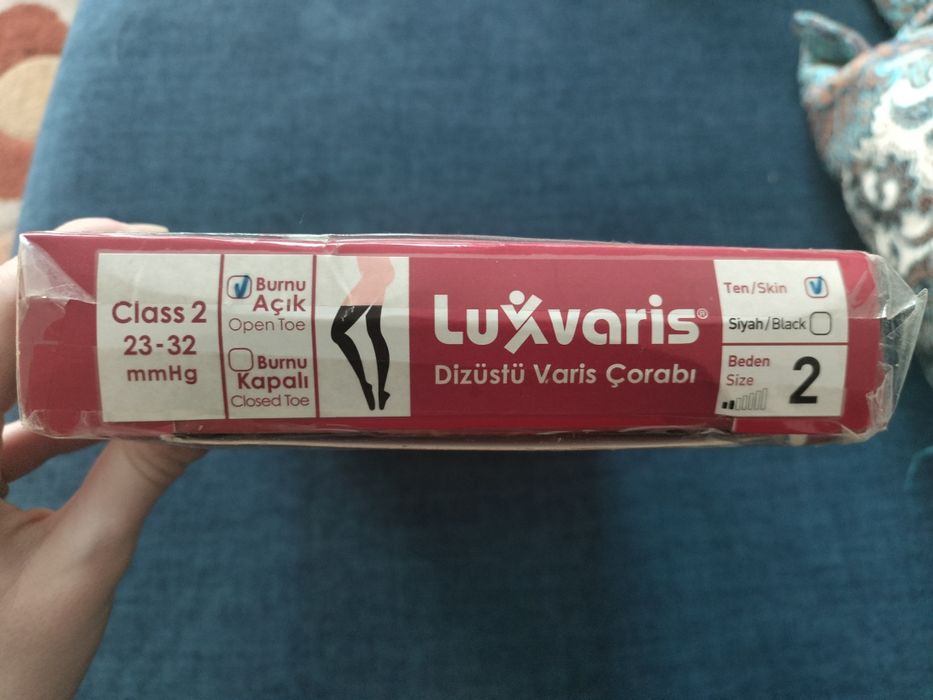 Class 2
23-32
mmHg
Burnu
Açık
Open Toe
Burnu
Kapalı
Closed Toe
Luxvaris®
Dizüstü Varis Çorabı
Ten/Skin
Siyah/Black
Beden
Size
2